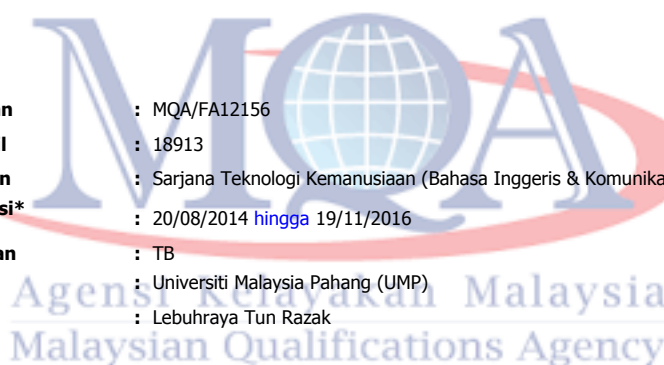 MQA
an : MQA/FA12156
l : 18913
n : Sarjana Teknologi Kemanusiaan (Bahasa Inggeris & Komunika
si* : 20/08/2014 hingga 19/11/2016
an : TB
: Universiti Malaysia Pahang (UMP)
: Lebuhraya Tun Razak
Agensi Kelayakan Malaysia
Malaysian Qualifications Agency